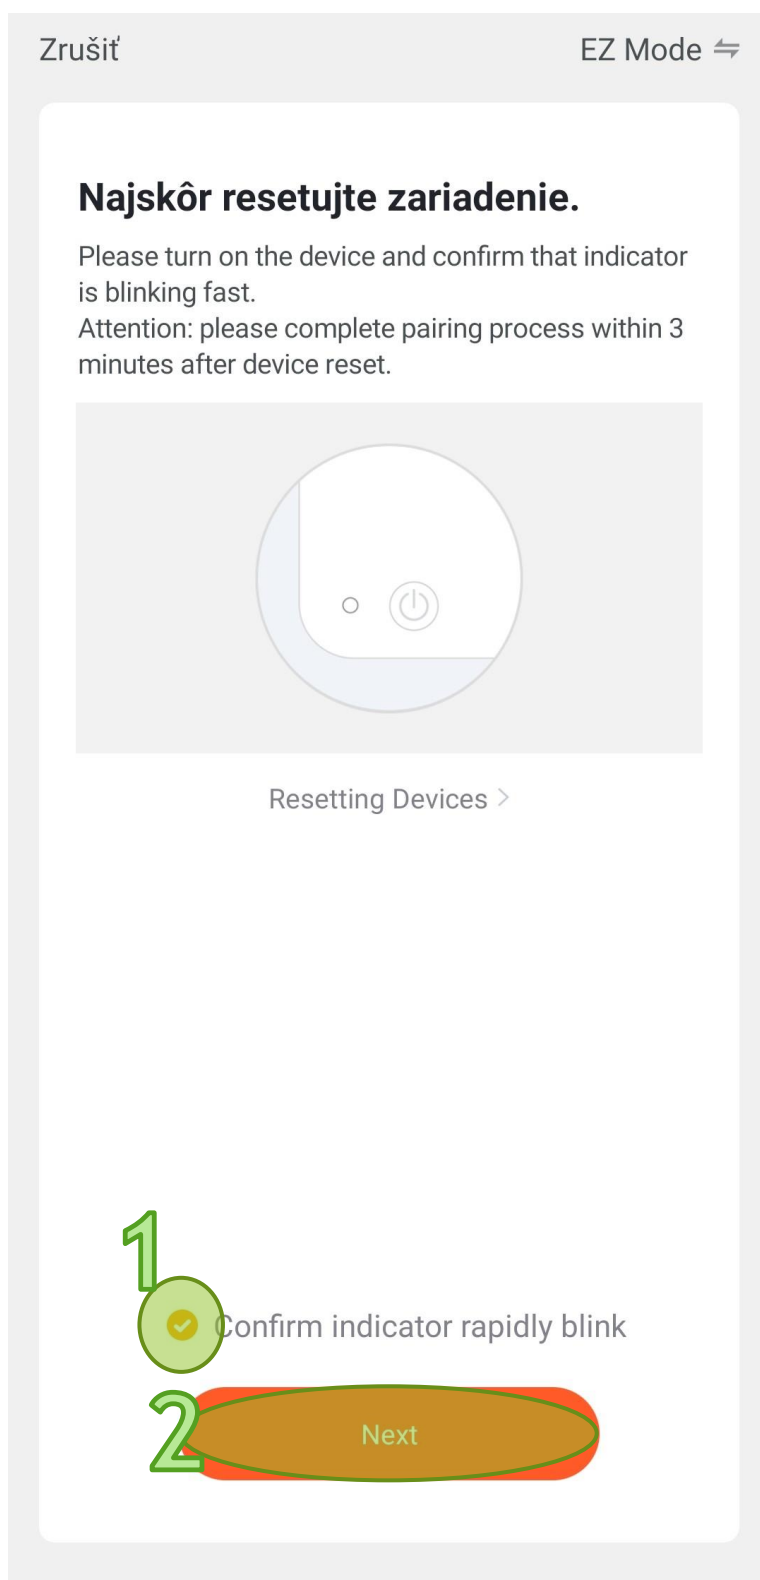 Zrušiť
EZ Mode
Najskôr resetujte zariadenie.
Please turn on the device and confirm that indicator
is blinking fast.
Attention: please complete pairing process within 3
minutes after device reset.
Resetting Devices >
1
Confirm indicator rapidly blink
2
Next